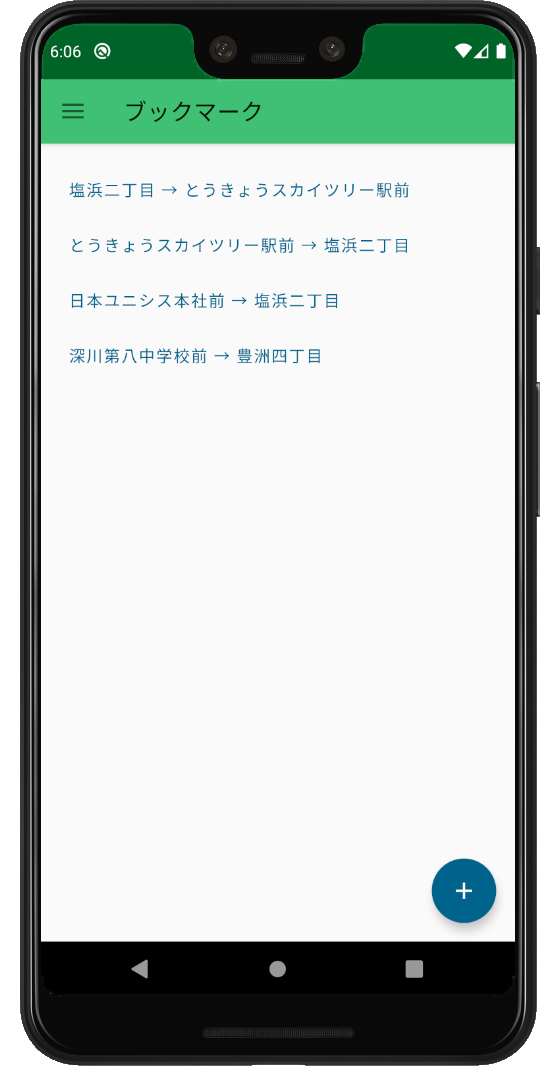 6:06
ブックマーク
塩浜二丁目 → とうきょうスカイツリー駅前
とうきょうスカイツリー駅前 → 塩浜二丁目
日本ユニシス本社前 → 塩浜二丁目
深川第八中学校前 → 豊洲四丁目